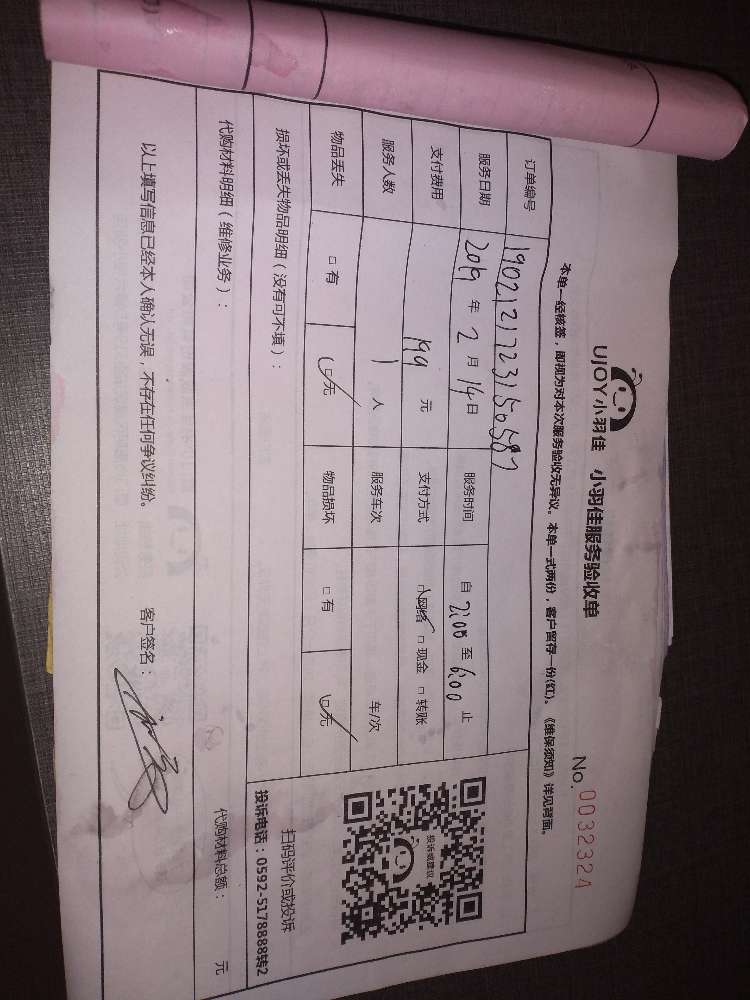 UJOY小羽佳 小羽佳服务验收单 No. 0032324
本单一经核签，即视为对本次服务验收无异议。本单一式两份，客户留存一份(红)。《维保须知》详见背面。
订单编号
服务日期 2019 年 2 月 14 日 服务时间 自 21:00 至 6:00 止
支付费用 199 元 支付方式 □网络 □现金 □转账
服务人数 1 人 服务车次 车/次
物品丢失 □有 □无 物品损坏 □有 □无
投诉或建议
扫码评价或投诉
投诉电话：0592-5178888转2
损坏或丢失物品明细（没有可不填）：
代购材料明细（维修业务）： 代购材料总额： 元
以上填写信息已经本人确认无误，不存在任何争议纠纷。 客户签名：